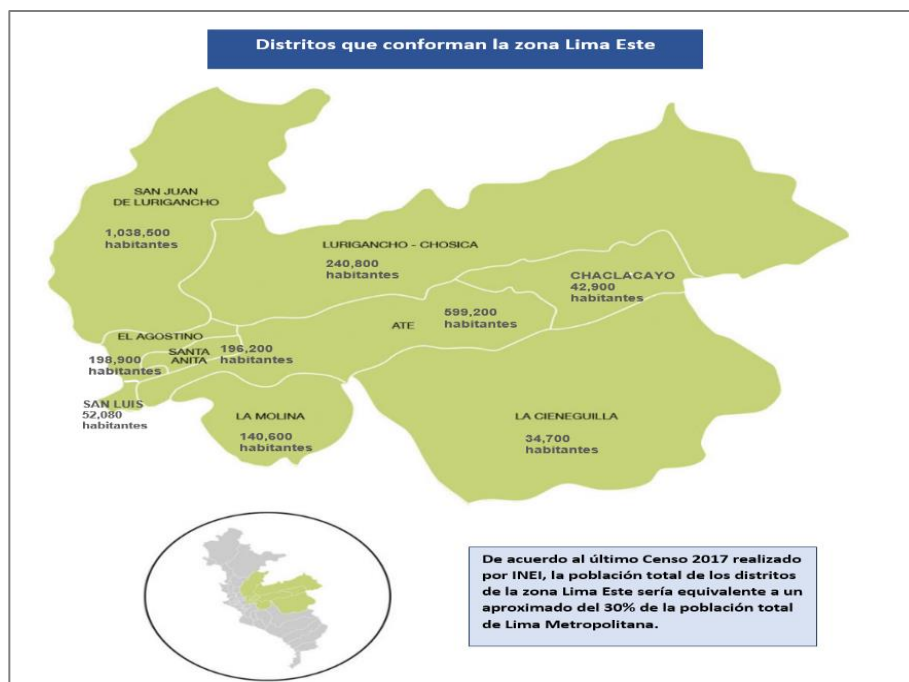 Distritos que conforman la zona Lima Este
SAN JUAN
DE LURIGANCHO
1,038,500
habitantes
LURIGANCHO - CHOSICA
240,800
habitantes
CHACLACAYO
42,900
habitantes
ATE
599,200
habitantes
EL AGOSTINO
198,900
habitantes
SANTA
ANITA
196,200
habitantes
SAN LUIS
52,080
habitantes
LA MOLINA
140,600
habitantes
LA CIENEGUILLA
34,700
habitantes
De acuerdo al último Censo 2017 realizado
por INEI, la población total de los distritos
de la zona Lima Este sería equivalente a un
aproximado del 30% de la población total
de Lima Metropolitana.